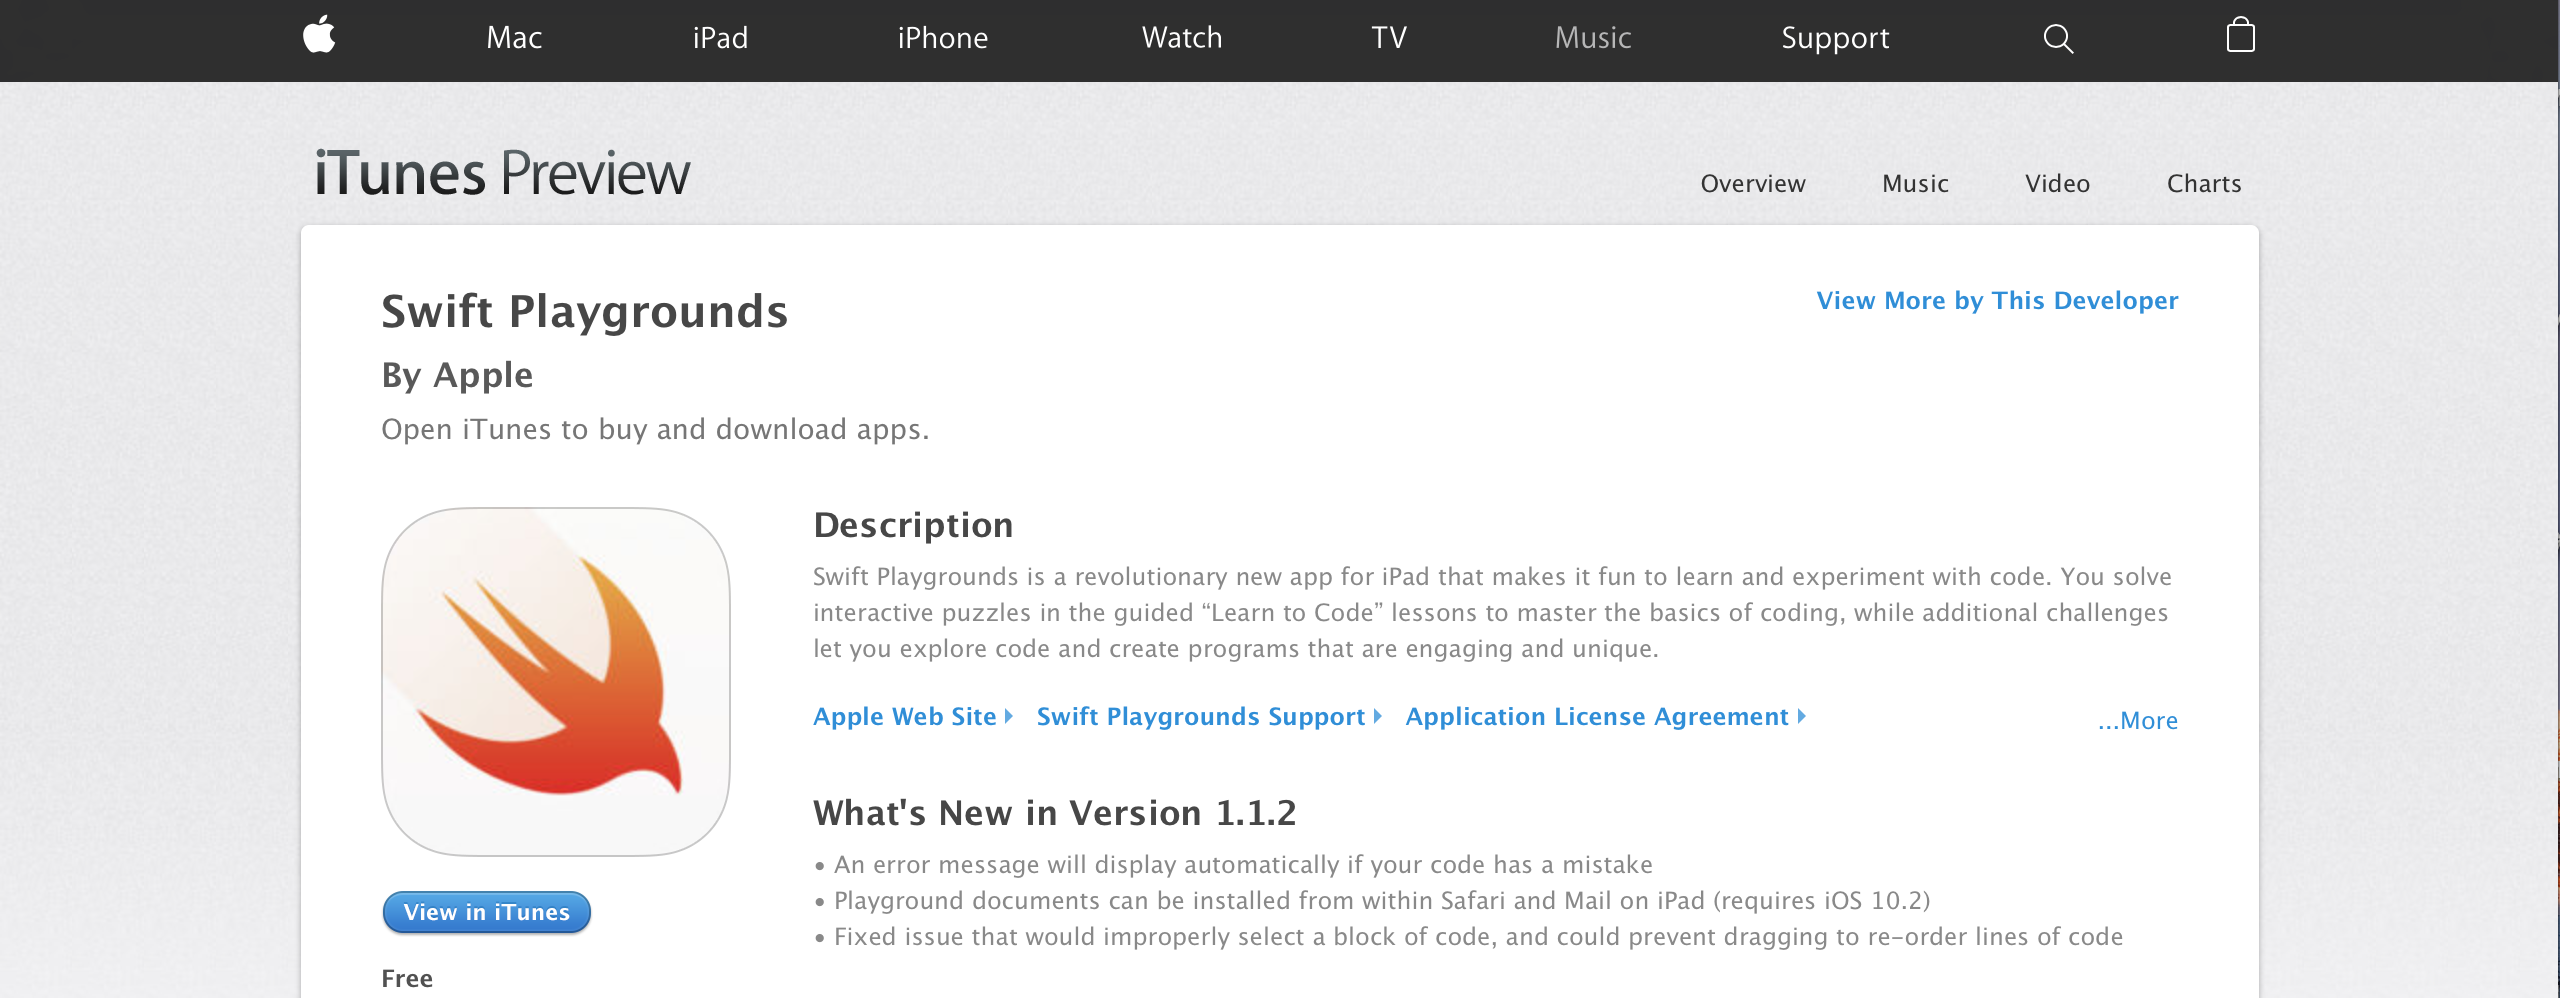 Mac iPad iPhone Watch TV Music Support
iTunes Preview
Overview Music Video Charts
Swift Playgrounds
View More by This Developer
By Apple
Open iTunes to buy and download apps.
Description
Swift Playgrounds is a revolutionary new app for iPad that makes it fun to learn and experiment with code. You solve
interactive puzzles in the guided “Learn to Code” lessons to master the basics of coding, while additional challenges
let you explore code and create programs that are engaging and unique.
Apple Web Site Swift Playgrounds Support Application License Agreement
...More
What's New in Version 1.1.2
• An error message will display automatically if your code has a mistake
• Playground documents can be installed from within Safari and Mail on iPad (requires iOS 10.2)
• Fixed issue that would improperly select a block of code, and could prevent dragging to re-order lines of code
View in iTunes
Free